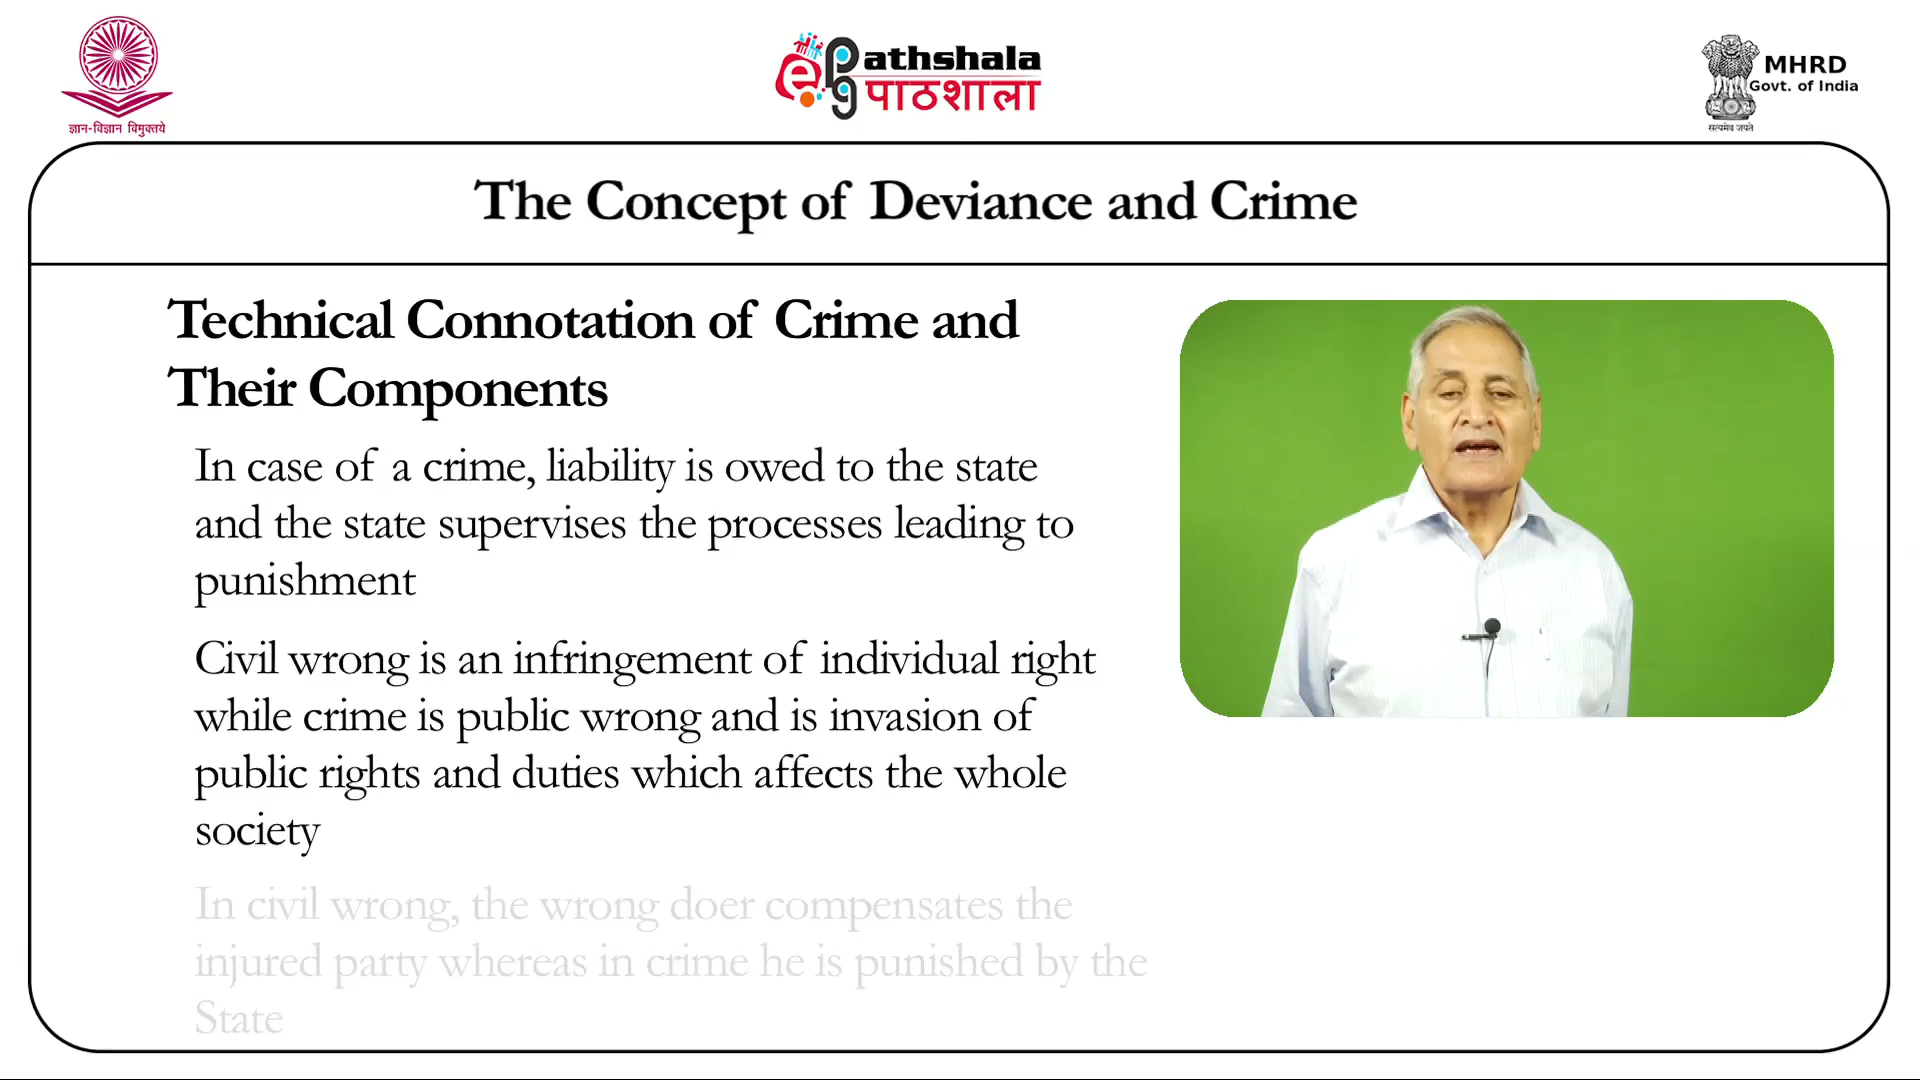 ज्ञान-विज्ञान विमुक्तये
e PG athshala
पाठशाला
MHRD
Govt. of India
सत्यमेव जयते
The Concept of Deviance and Crime
Technical Connotation of Crime and
Their Components
In case of a crime, liability is owed to the state
and the state supervises the processes leading to
punishment
Civil wrong is an infringement of individual right
while crime is public wrong and is invasion of
public rights and duties which affects the whole
society
In civil wrong, the wrong doer compensates the
injured party whereas in crime he is punished by the
State